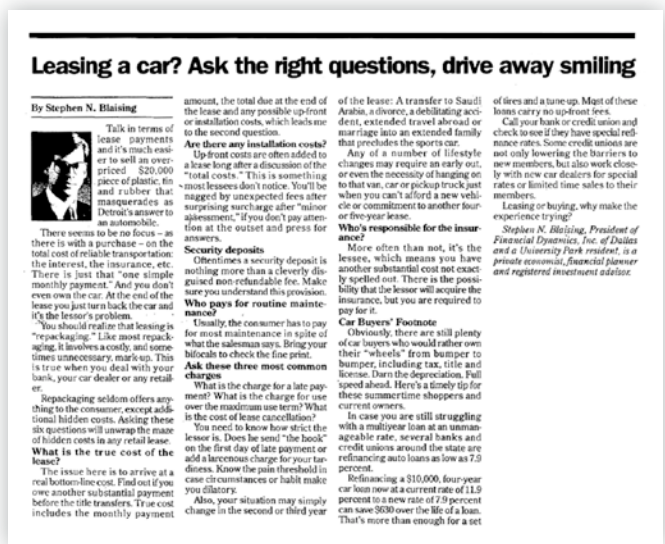 Leasing a car? Ask the right questions, drive away smiling
By Stephen N. Blaising
Talk in terms of
lease payments
and it's much easi-
er to sell an over-
priced $20,000
piece of plastic, tin
and rubber that
masquerades as
Detroit's answer to
an automobile.
There seems to be no focus – as
there is with a purchase – on the
total cost of reliable transportation:
the interest, the insurance, etc.
There is just that "one simple
monthly payment." And you don't
even own the car. At the end of the
lease you just turn back the car and
it's the lessor's problem.
You should realize that leasing is
"repackaging." Like most repack-
aging, it involves a costly, and some-
times unnecessary, mark-up. This
is true when you deal with your
bank, your car dealer or any retail-
er.
Repackaging seldom offers any-
thing to the consumer, except addi-
tional hidden costs. Asking these
six questions will unwrap the maze
of hidden costs in any retail lease.
What is the true cost of the
lease?
The issue here is to arrive at a
real bottom-line cost. Find out if you
owe another substantial payment
before the title transfers. True cost
includes the monthly payment
amount, the total due at the end of
the lease and any possible up-front
or installation costs, which leads me
to the second question.
Are there any installation costs?
Up-front costs are often added to
a lease long after a discussion of the
"total costs." This is something
most lessees don't notice. You'll be
nagged by unexpected fees after
surprising surcharge after "minor
assessment," if you don't pay atten-
tion at the outset and press for
answers.
Security deposits
Oftentimes a security deposit is
nothing more than a cleverly dis-
guised non-refundable fee. Make
sure you understand this provision.
Who pays for routine mainte-
nance?
Usually, the consumer has to pay
for most maintenance in spite of
what the salesman says. Bring your
bifocals to check the fine print.
Ask these three most common
charges
What is the charge for a late pay-
ment? What is the charge for use
over the maximum use term? What
is the cost of lease cancellation?
You need to know how strict the
lessor is. Does he send "the hook"
on the first day of late payment or
add a larcenous charge for your tar-
diness. Know the pain threshold in
case circumstances or habit make
you dilatory.
Also, your situation may simply
change in the second or third year
of the lease: A transfer to Saudi
Arabia, a divorce, a debilitating acci-
dent, extended travel abroad or
marriage into an extended family
that precludes the sports car.
Any of a number of lifestyle
changes may require an early out,
or even the necessity of hanging on
to that van, car or pickup truck just
when you can't afford a new vehi-
cle or commitment to another four-
or five-year lease.
Who's responsible for the insur-
ance?
More often than not, it's the
lessee, which means you have
another substantial cost not exact-
ly spelled out. There is the possi-
bility that the lessor will acquire the
insurance, but you are required to
pay for it.
Car Buyers' Footnote
Obviously, there are still plenty
of car buyers who would rather own
their "wheels" from bumper to
bumper, including tax, title and
license. Darn the depreciation. Full
speed ahead. Here's a timely tip for
these summertime shoppers and
current owners.
In case you are still struggling
with a multiyear loan at an unman-
ageable rate, several banks and
credit unions around the state are
refinancing auto loans as low as 7.9
percent.
Refinancing a $10,000, four-year
car loan now at a current rate of 11.9
percent to a new rate of 7.9 percent
can save $630 over the life of a loan.
That's more than enough for a set
of tires and a tune-up. Most of these
loans carry no up-front fees.
Call your bank or credit union and
check to see if they have special refi-
nance rates. Some credit unions are
not only lowering the barriers to
new members, but also work close-
ly with new car dealers for special
rates or limited time sales to their
members.
Leasing or buying, why make the
experience trying?
Stephen N. Blaising, President of
Financial Dynamics, Inc. of Dallas
and a University Park resident, is a
private economist, financial planner
and registered investment advisor.